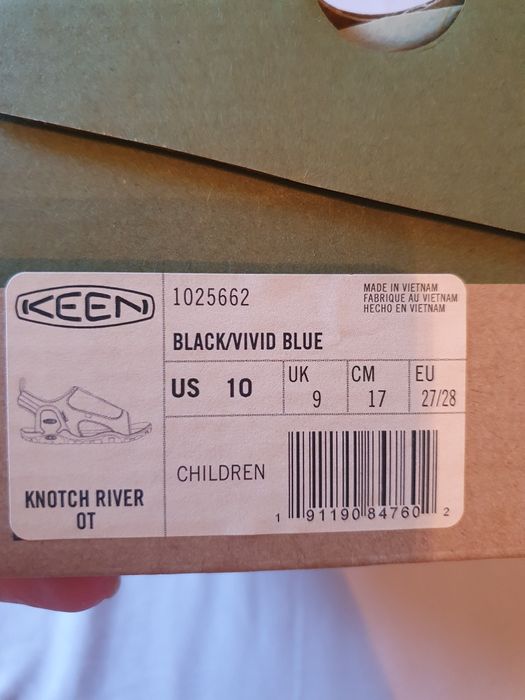 KEEN
1025662
MADE IN VIETNAM
FABRIQUE AU VIETNAM
HECHO EN VIETNAM
BLACK/VIVID BLUE
US 10
UK 9
CM 17
EU 27/28
CHILDREN
KNOTCH RIVER
OT
1 91190 84760 2